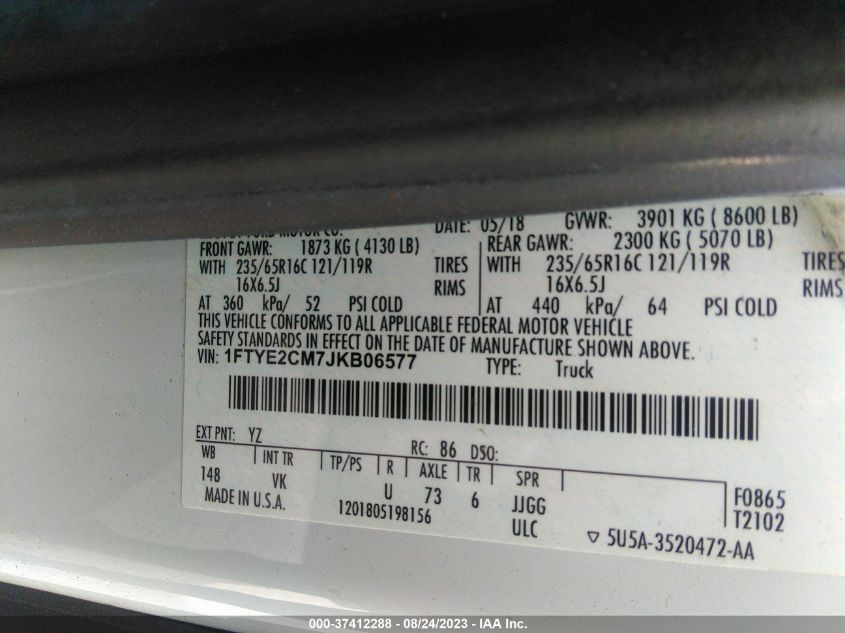 FORD MOTOR CO.
DATE: 05/18 GVWR: 3901 KG ( 8600 LB)
FRONT GAWR: 1873 KG ( 4130 LB) REAR GAWR: 2300 KG ( 5070 LB)
WITH 235/65R16C 121/119R TIRES WITH 235/65R16C 121/119R TIRES
16X6.5J RIMS 16X6.5J RIMS
AT 360 kPa/ 52 PSI COLD AT 440 kPa/ 64 PSI COLD
THIS VEHICLE CONFORMS TO ALL APPLICABLE FEDERAL MOTOR VEHICLE
SAFETY STANDARDS IN EFFECT ON THE DATE OF MANUFACTURE SHOWN ABOVE.
VIN: 1FTYE2CM7JKB06577 TYPE: Truck
EXT PNT: YZ RC: 86 DSO:
WB INT TR TP/PS R AXLE TR SPR
148 VK U 73 6 JJGG F0865
MADE IN U.S.A. 1201805198156 ULC T2102
▽ 5U5A-3520472-AA
000-37412288 - 08/24/2023 - IAA Inc.